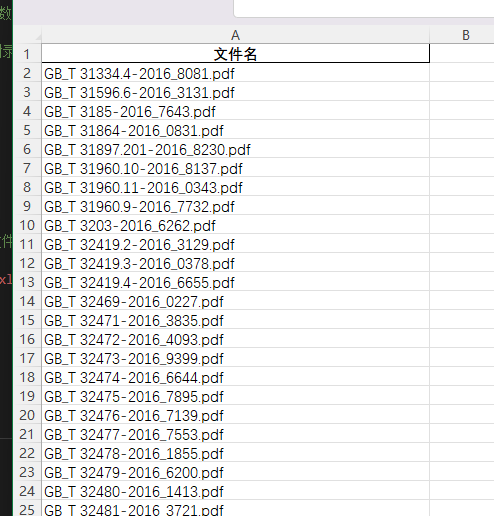 数
A B
录
1 文件名
2 GB_T 31334.4-2016_8081.pdf
3 GB_T 31596.6-2016_3131.pdf
4 GB_T 3185-2016_7643.pdf
5 GB_T 31864-2016_0831.pdf
6 GB_T 31897.201-2016_8230.pdf
7 GB_T 31960.10-2016_8137.pdf
8 GB_T 31960.11-2016_0343.pdf
9 GB_T 31960.9-2016_7732.pdf
10 GB_T 3203-2016_6262.pdf
件
11 GB_T 32419.2-2016_3129.pdf
12 GB_T 32419.3-2016_0378.pdf
xl
13 GB_T 32419.4-2016_6655.pdf
14 GB_T 32469-2016_0227.pdf
15 GB_T 32471-2016_3835.pdf
16 GB_T 32472-2016_4093.pdf
17 GB_T 32473-2016_9399.pdf
18 GB_T 32474-2016_6644.pdf
19 GB_T 32475-2016_7895.pdf
20 GB_T 32476-2016_7139.pdf
21 GB_T 32477-2016_7553.pdf
22 GB_T 32478-2016_1855.pdf
23 GB_T 32479-2016_6200.pdf
24 GB_T 32480-2016_1413.pdf
25 GB_T 32481-2016_3721.pdf